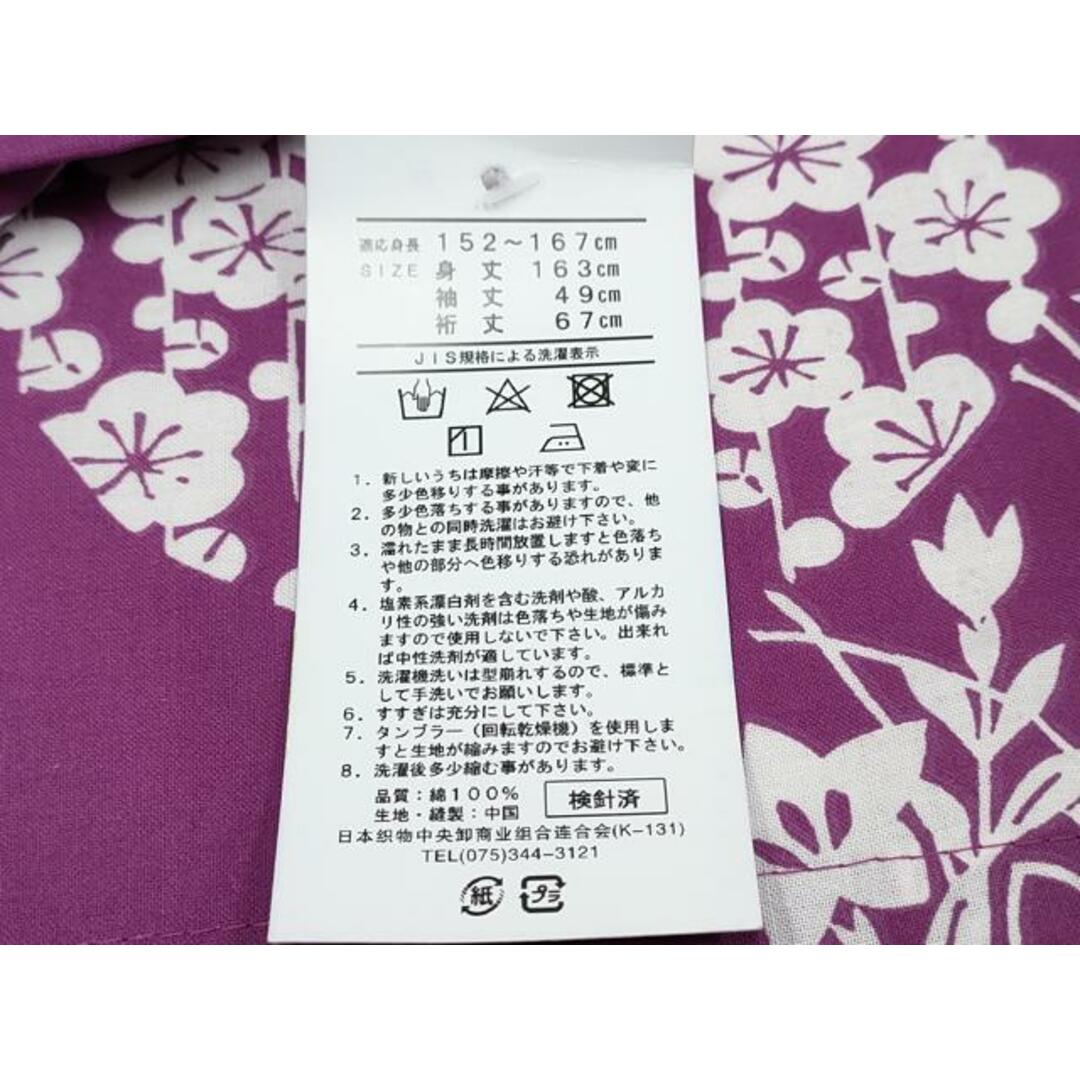 適応身長 152～167cm
SIZE 身 丈 163cm
袖 丈 49cm
裄 丈 67cm
JIS規格による洗濯表示
1
1. 新しいうちは摩擦や汗等で下着や変に
多少色移りする事があります。
2. 多少色落ちする事がありますので、他
の物との同時洗濯はお避け下さい。
3. 濡れたまま長時間放置しますと色落ち
や他の部分へ色移りする恐れがありま
す。
4. 塩素系漂白剤を含む洗剤や酸、アルカ
リ性の強い洗剤は色落ちや生地が傷み
ますので使用しないで下さい。出来れ
ば中性洗剤が適しています。
5. 洗濯機洗いは型崩れするので、標準と
して手洗いでお願いします。
6. すすぎは充分にして下さい。
7. タンブラー（回転乾燥機）を使用しま
すと生地が縮みますのでお避け下さい。
8. 洗濯後多少縮む事があります。
品質：綿100% 検針済
生地・縫製：中国
日本织物中央卸商业组合连合会(K-131)
TEL(075)344-3121
紙 プラ